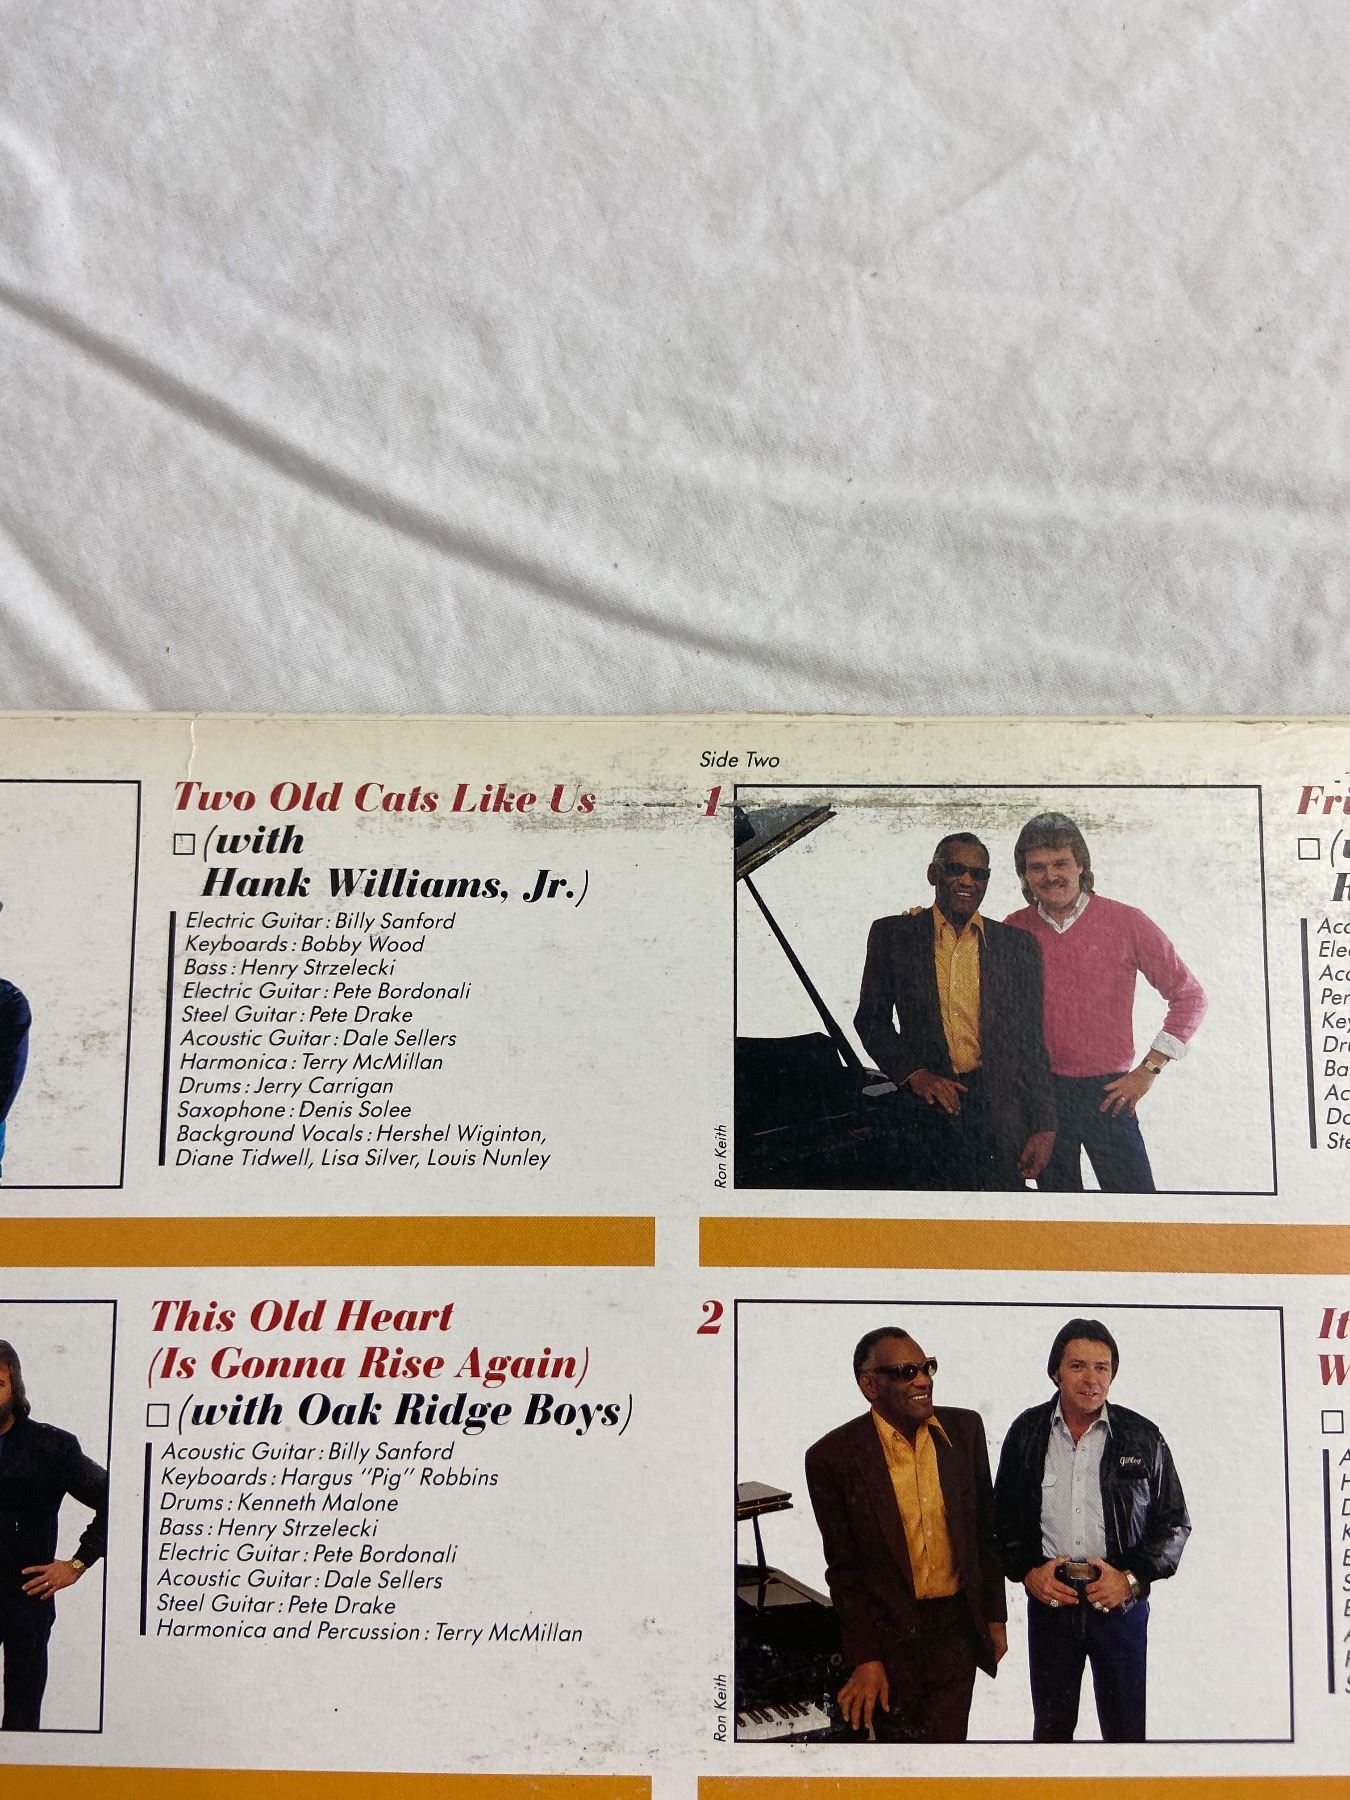 Two Old Cats Like Us
(with
Hank Williams, Jr.)
Electric Guitar: Billy Sanford
Keyboards: Bobby Wood
Bass: Henry Strzelecki
Electric Guitar: Pete Bordonali
Steel Guitar: Pete Drake
Acoustic Guitar: Dale Sellers
Harmonica: Terry McMillan
Drums: Jerry Carrigan
Saxophone: Denis Solee
Background Vocals: Hershel Wiginton,
Diane Tidwell, Lisa Silver, Louis Nunley
This Old Heart
(Is Gonna Rise Again)
(with Oak Ridge Boys)
Acoustic Guitar: Billy Sanford
Keyboards: Hargus "Pig" Robbins
Drums: Kenneth Malone
Bass: Henry Strzelecki
Electric Guitar: Pete Bordonali
Acoustic Guitar: Dale Sellers
Steel Guitar: Pete Drake
Harmonica and Percussion: Terry McMillan
Side Two
1
Ron Keith
2
Gilley
Ron Keith
It